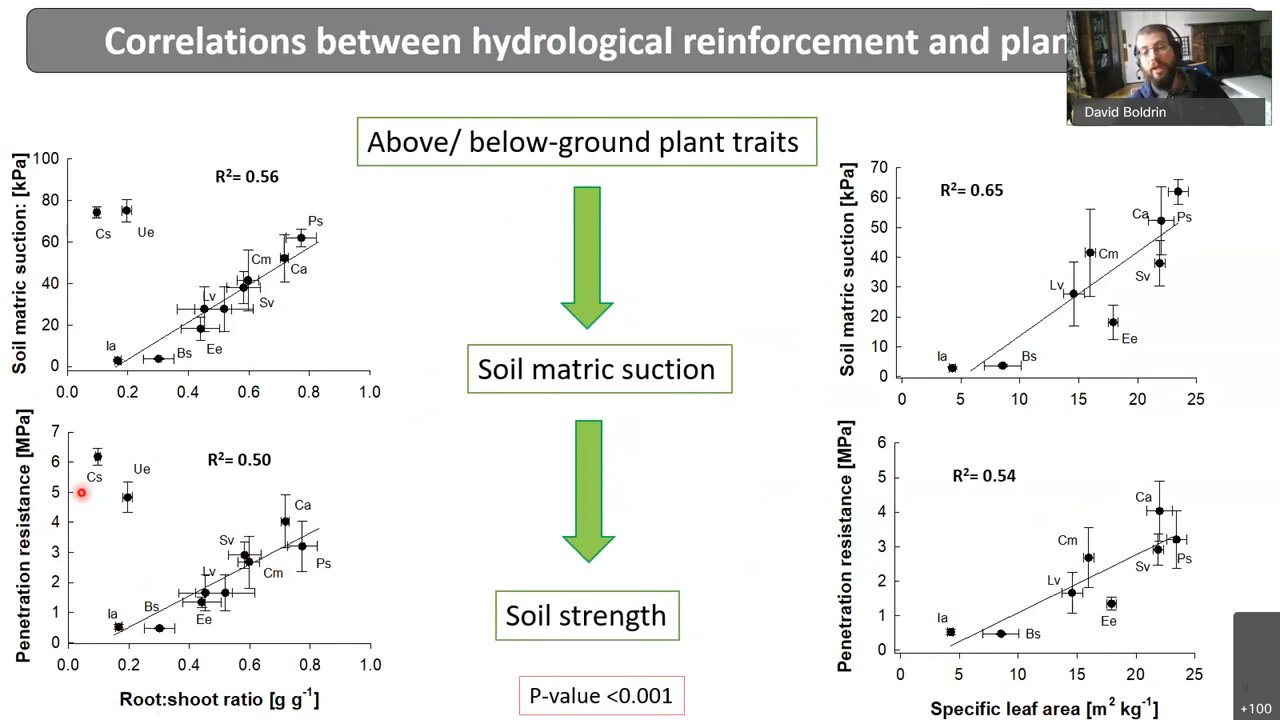 Correlations between hydrological reinforcement and plan
David Boldrin
Above/ below-ground plant traits
Soil matric suction
Soil strength
P-value <0.001
Soil matric suction: [kPa]
100
80
60
40
20
0
R²= 0.56
Cs
Ue
Ps
Cm
Ca
Lv
Sv
Ia
Bs
Ee
0.0 0.2 0.4 0.6 0.8 1.0
Penetration resistance [MPa]
7
6
5
4
3
2
1
0
R²= 0.50
Cs
Ue
Ca
Sv
Ps
Lv
Cm
Ia
Bs
Ee
0.0 0.2 0.4 0.6 0.8 1.0
Root:shoot ratio [g g⁻¹]
Soil matric suction [kPa]
70
60
50
40
30
20
10
0
R²= 0.65
Ca
Ps
Cm
Sv
Lv
Ee
Ia
Bs
0 5 10 15 20 25
Penetration resistance [MPa]
6
5
4
3
2
1
0
R²= 0.54
Ca
Cm
Ps
Sv
Lv
Ee
Ia
Bs
0 5 10 15 20 25
Specific leaf area [m² kg⁻¹]
+100